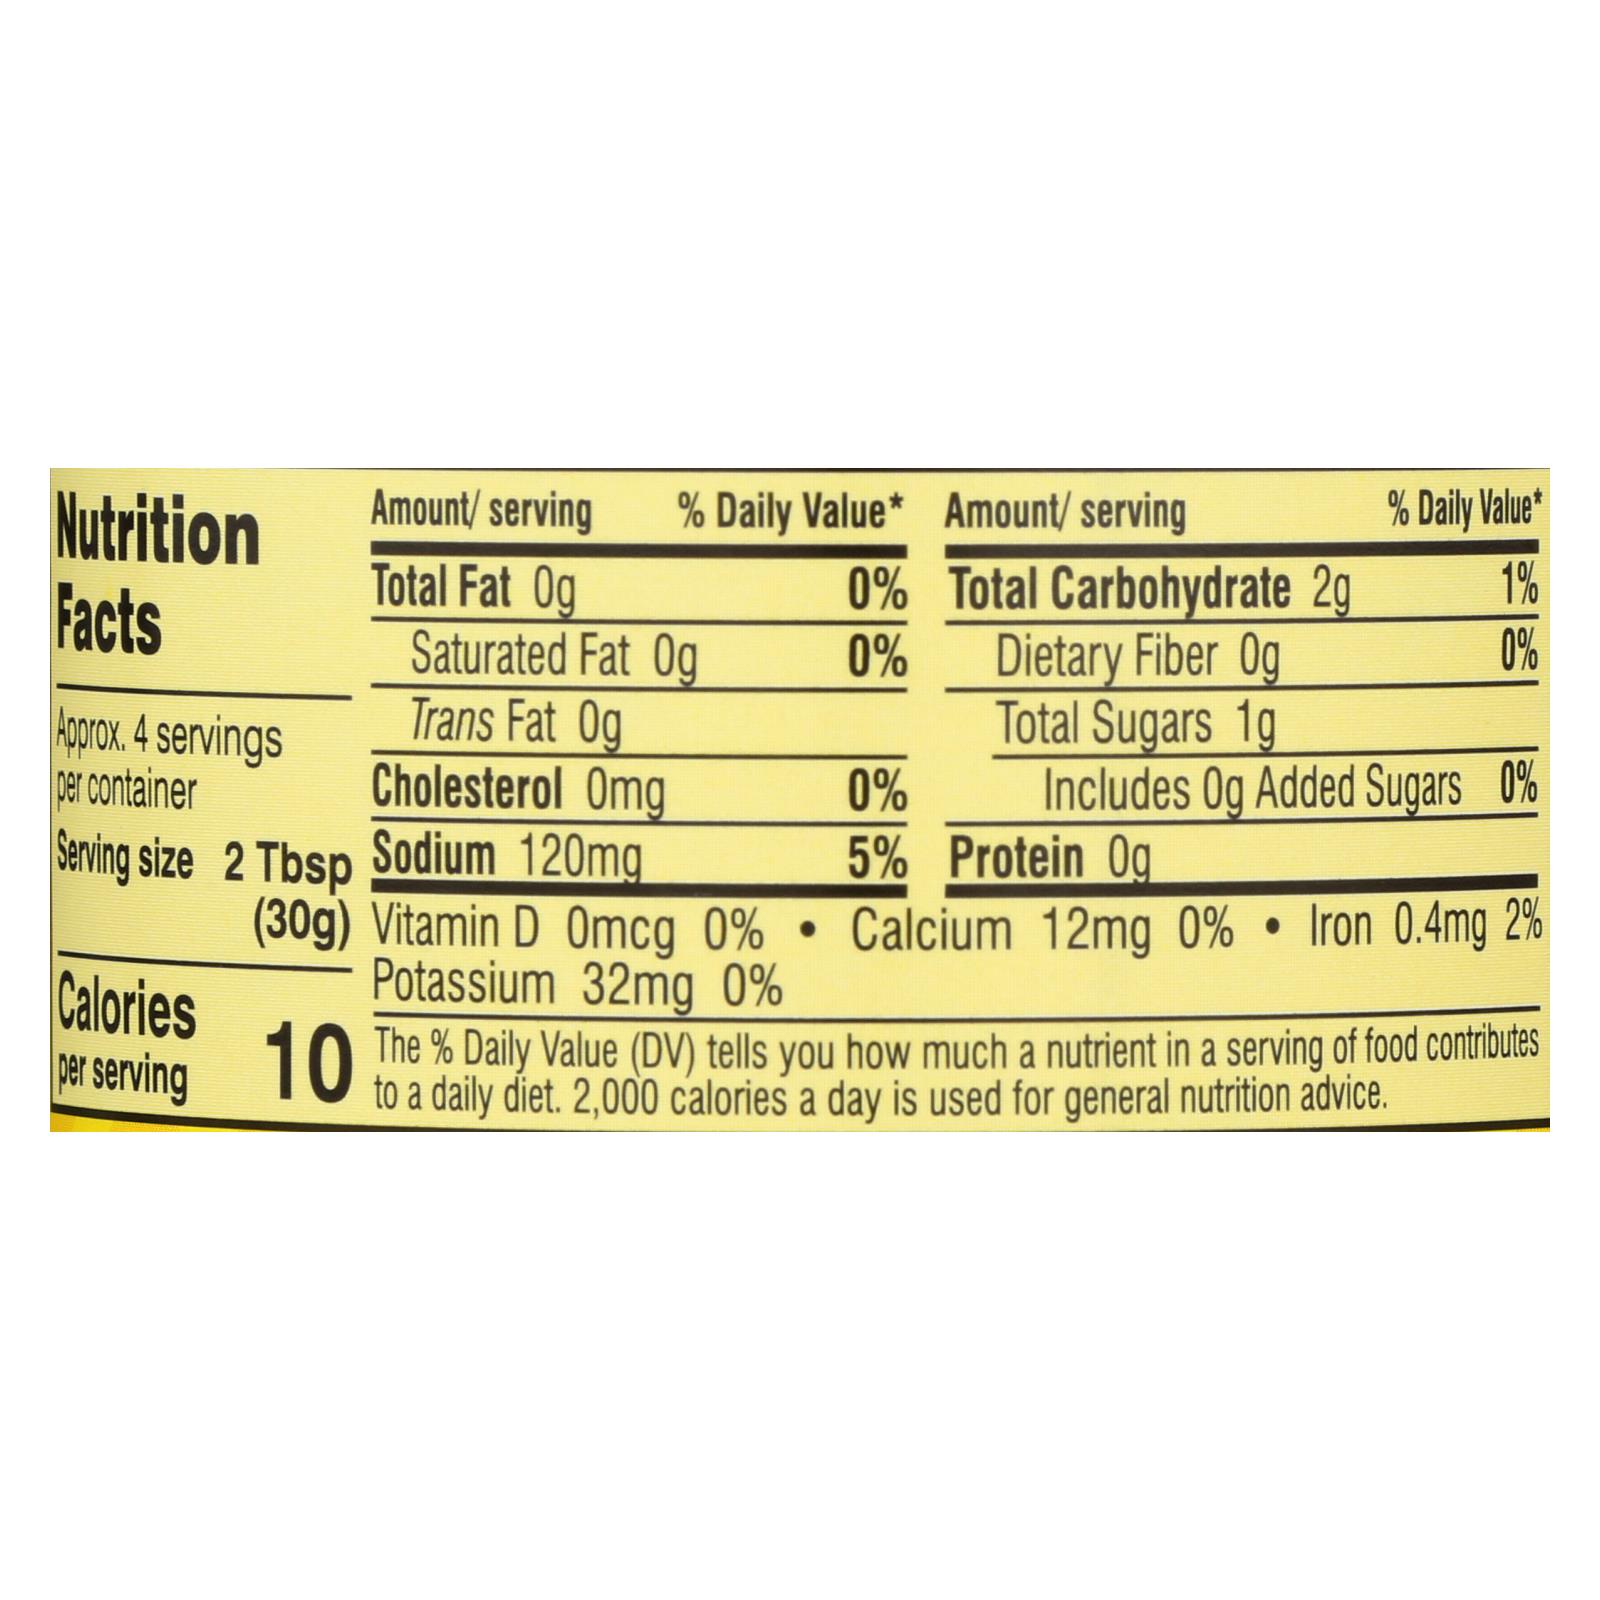 Nutrition
Facts
Approx. 4 servings
per container
Serving size 2 Tbsp
(30g)
Calories
per serving 10
Amount/ serving % Daily Value*
Total Fat 0g 0%
Saturated Fat 0g 0%
Trans Fat 0g
Cholesterol 0mg 0%
Sodium 120mg 5%
Amount/ serving % Daily Value*
Total Carbohydrate 2g 1%
Dietary Fiber 0g 0%
Total Sugars 1g
Includes 0g Added Sugars 0%
Protein 0g
Vitamin D 0mcg 0% • Calcium 12mg 0% • Iron 0.4mg 2%
Potassium 32mg 0%
The % Daily Value (DV) tells you how much a nutrient in a serving of food contributes
to a daily diet. 2,000 calories a day is used for general nutrition advice.